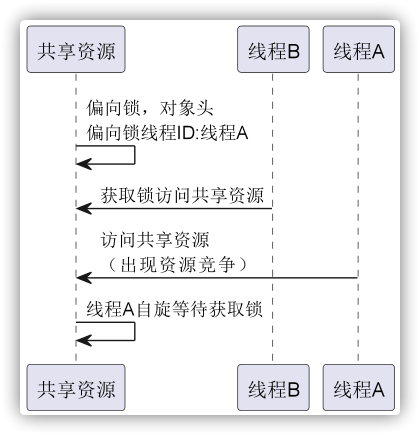 共享资源 线程B 线程A
偏向锁，对象头
偏向锁线程ID:线程A
获取锁访问共享资源
访问共享资源
（出现资源竞争）
线程A自旋等待获取锁
共享资源 线程B 线程A